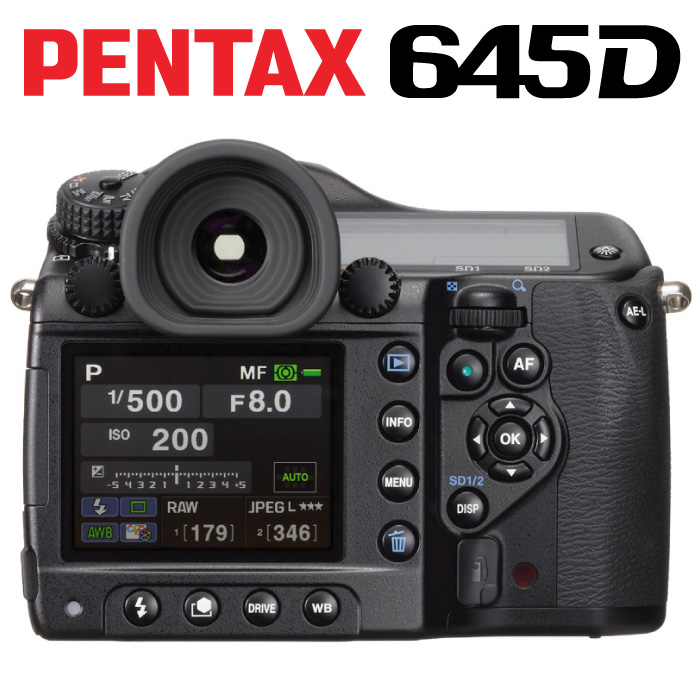 PENTAX 645D
SD1 SD2
AE-L
P MF
1/500 F8.0
AF
ISO 200
INFO
OK
-5 4 3 2 1 1 2 3 4 +5
AUTO
MENU
SD1/2
DISP
RAW JPEG L ★★★
AWB 1[179] 2[346]
DRIVE WB